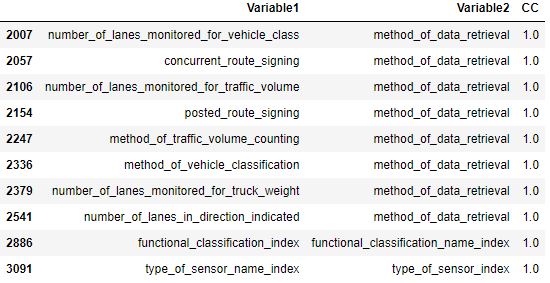 Variable1 Variable2 CC
2007 number_of_lanes_monitored_for_vehicle_class method_of_data_retrieval 1.0
2057 concurrent_route_signing method_of_data_retrieval 1.0
2106 number_of_lanes_monitored_for_traffic_volume method_of_data_retrieval 1.0
2154 posted_route_signing method_of_data_retrieval 1.0
2247 method_of_traffic_volume_counting method_of_data_retrieval 1.0
2336 method_of_vehicle_classification method_of_data_retrieval 1.0
2379 number_of_lanes_monitored_for_truck_weight method_of_data_retrieval 1.0
2541 number_of_lanes_in_direction_indicated method_of_data_retrieval 1.0
2886 functional_classification_index functional_classification_name_index 1.0
3091 type_of_sensor_name_index type_of_sensor_index 1.0